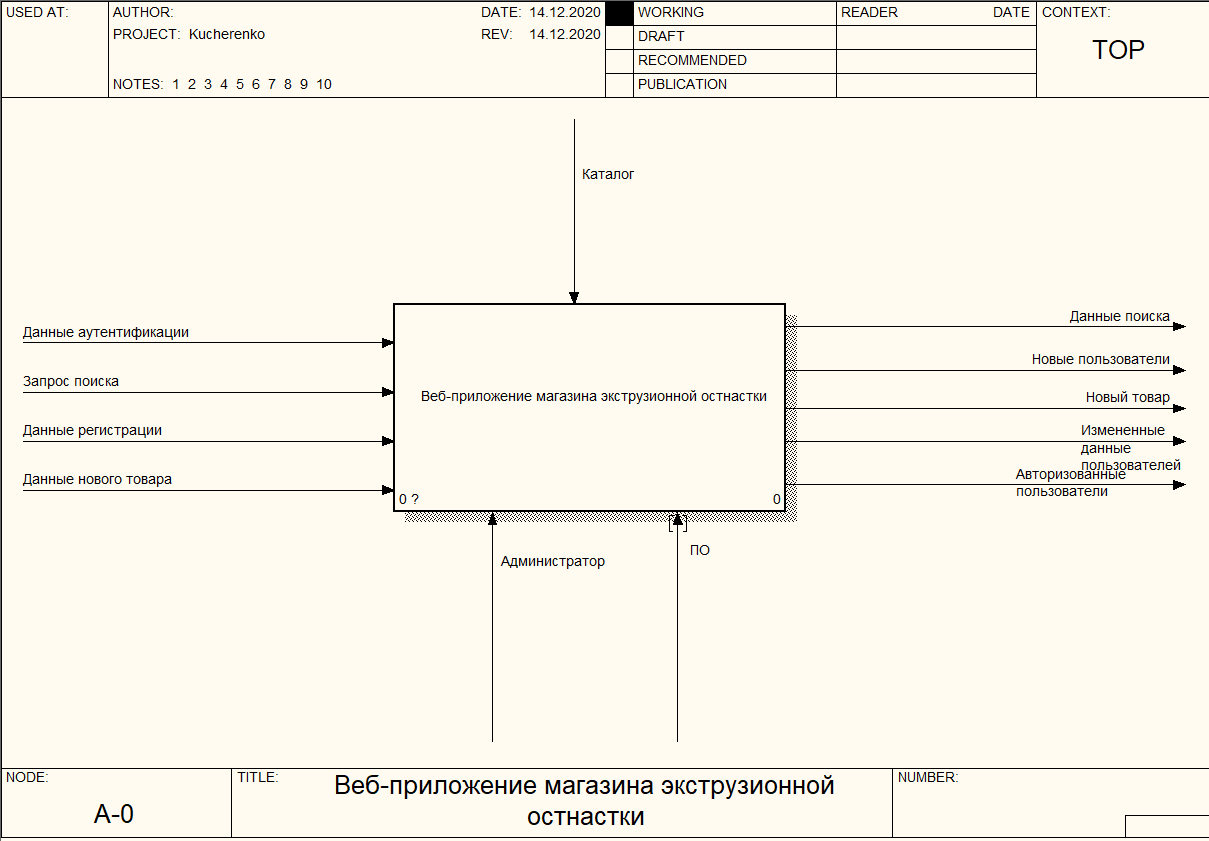 USED AT:
AUTHOR:
DATE: 14.12.2020
PROJECT: Kucherenko
REV: 14.12.2020
NOTES: 1 2 3 4 5 6 7 8 9 10
WORKING
DRAFT
RECOMMENDED
PUBLICATION
READER
DATE
CONTEXT:
TOP
Каталог
Данные аутентификации
Запрос поиска
Данные регистрации
Данные нового товара
Веб-приложение магазина экструзионной остнастки
0 ?
0
Данные поиска
Новые пользователи
Новый товар
Измененные
данные
пользователей
Авторизованные
пользователи
Администратор
ПО
NODE:
A-0
TITLE:
Веб-приложение магазина экструзионной
остнастки
NUMBER: